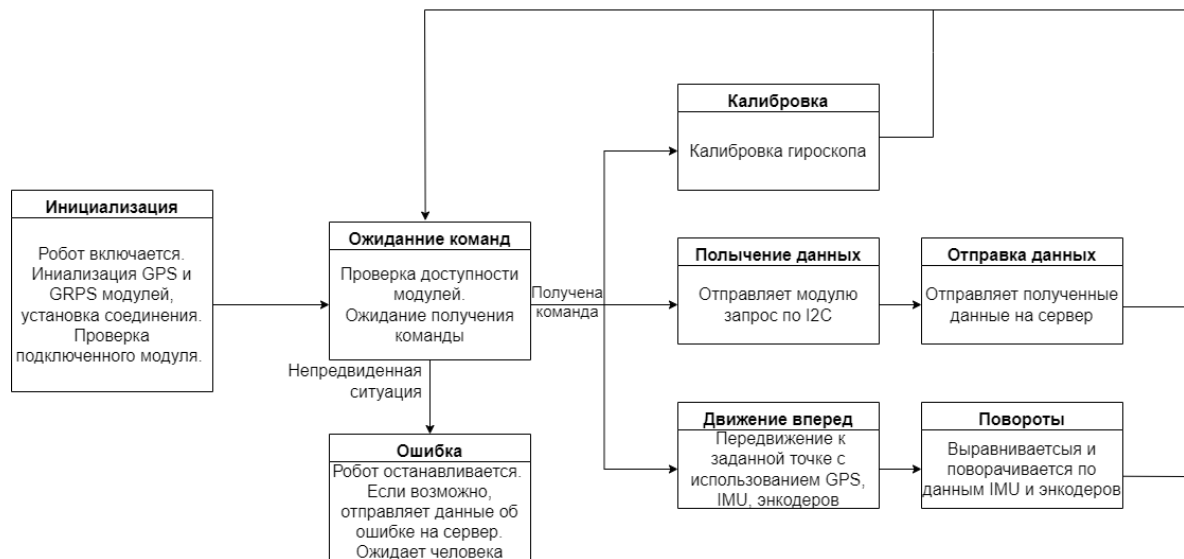 Калибровка
Калибровка гироскопа
Инициализация
Робот включается.
Иниализация GPS и
GRPS модулей,
установка соединения.
Проверка
подключенного модуля.
Ожиданние команд
Проверка доступности
модулей.
Ожидание получения
команды
Получена
команда
Полычение данных
Отправляет модулю
запрос по I2C
Отправка данных
Отправляет полученные
данные на сервер
Непредвиденная
ситуация
Ошибка
Робот останавливается.
Если возможно,
отправляет данные об
ошибке на сервер.
Ожидает человека
Движение вперед
Передвижение к
заданной точке с
использованием GPS,
IMU, энкодеров
Повороты
Выравниваетсыя и
поворачивается по
данным IMU и энкодеров